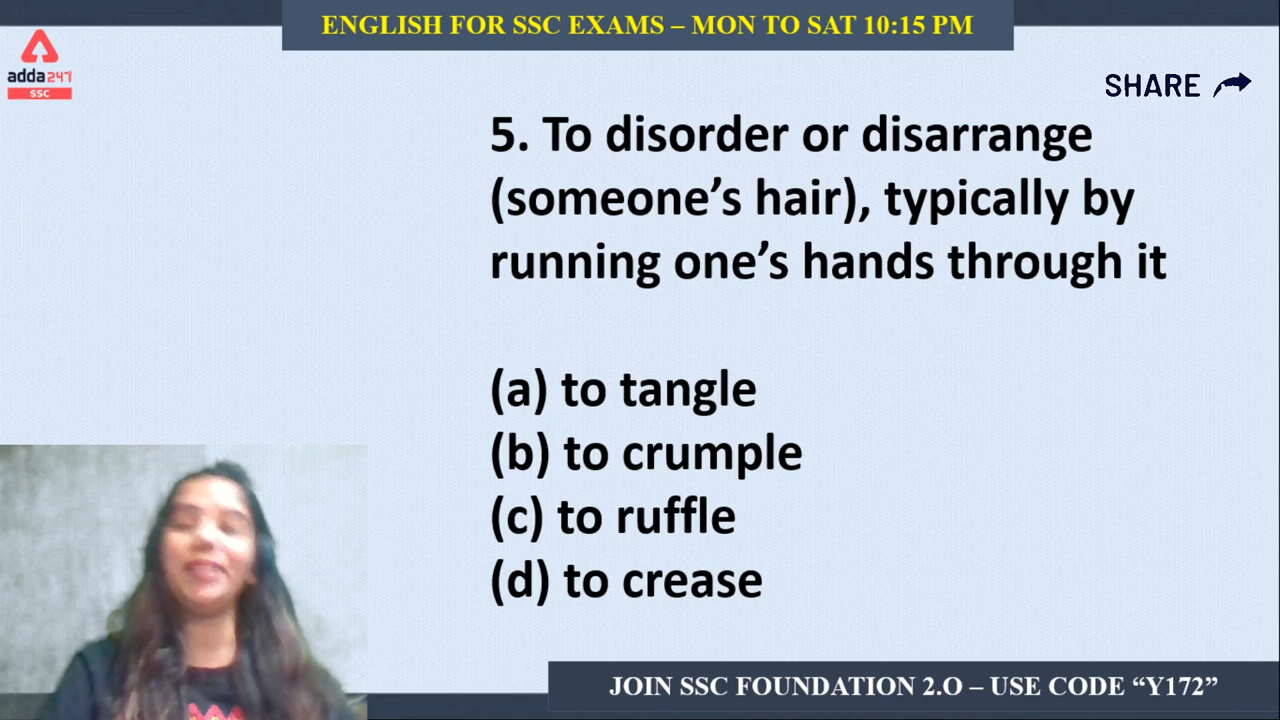 ENGLISH FOR SSC EXAMS – MON TO SAT 10:15 PM
adda247
SSC
SHARE
5. To disorder or disarrange
(someone’s hair), typically by
running one’s hands through it
(a) to tangle
(b) to crumple
(c) to ruffle
(d) to crease
JOIN SSC FOUNDATION 2.O – USE CODE “Y172”